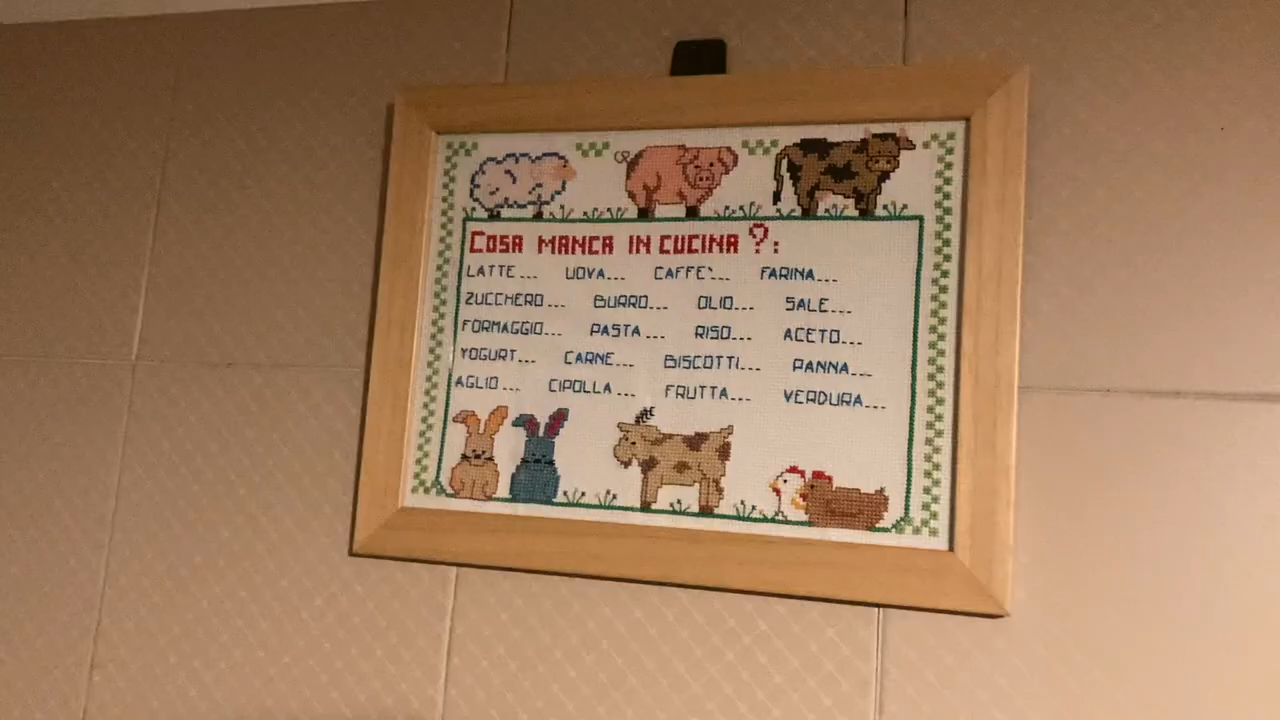 COSA MANCA IN CUCINA ?:
LATTE... UOVA... CAFFE`... FARINA...
ZUCCHERO... BURRO... OLIO... SALE...
FORMAGGIO... PASTA... RISO... ACETO...
YOGURT... CARNE... BISCOTTI... PANNA...
AGLIO... CIPOLLA... FRUTTA... VERDURA...